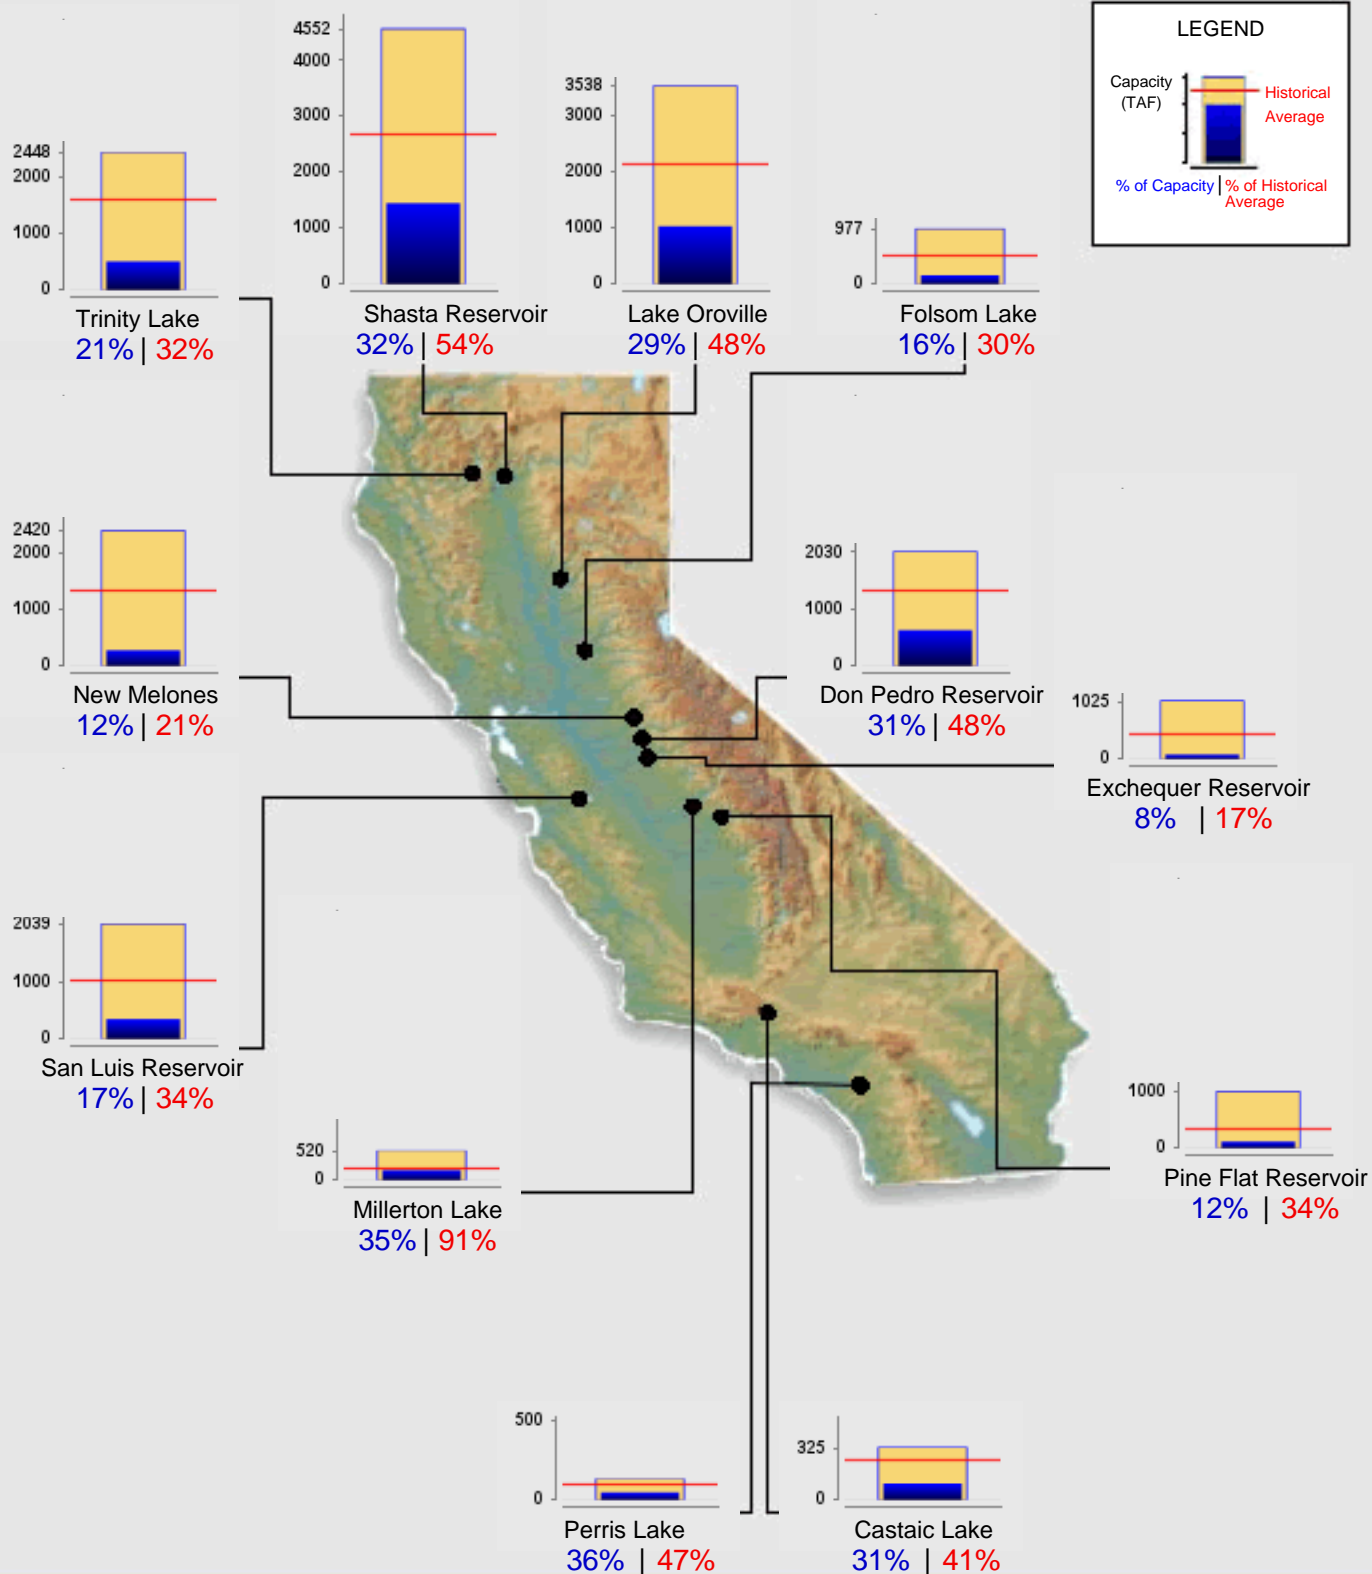 LEGEND
Capacity
(TAF)
Historical
Average
% of Capacity | % of Historical
Average
4552
4000
3000
2000
1000
0
Shasta Reservoir
32% | 54%
3538
3000
2000
1000
0
Lake Oroville
29% | 48%
2448
2000
1000
0
Trinity Lake
21% | 32%
977
0
Folsom Lake
16% | 30%
2420
2000
1000
0
New Melones
12% | 21%
2030
1000
0
Don Pedro Reservoir
31% | 48%
1025
0
Exchequer Reservoir
8% | 17%
2039
1000
0
San Luis Reservoir
17% | 34%
520
0
Millerton Lake
35% | 91%
1000
0
Pine Flat Reservoir
12% | 34%
500
0
Perris Lake
36% | 47%
325
0
Castaic Lake
31% | 41%